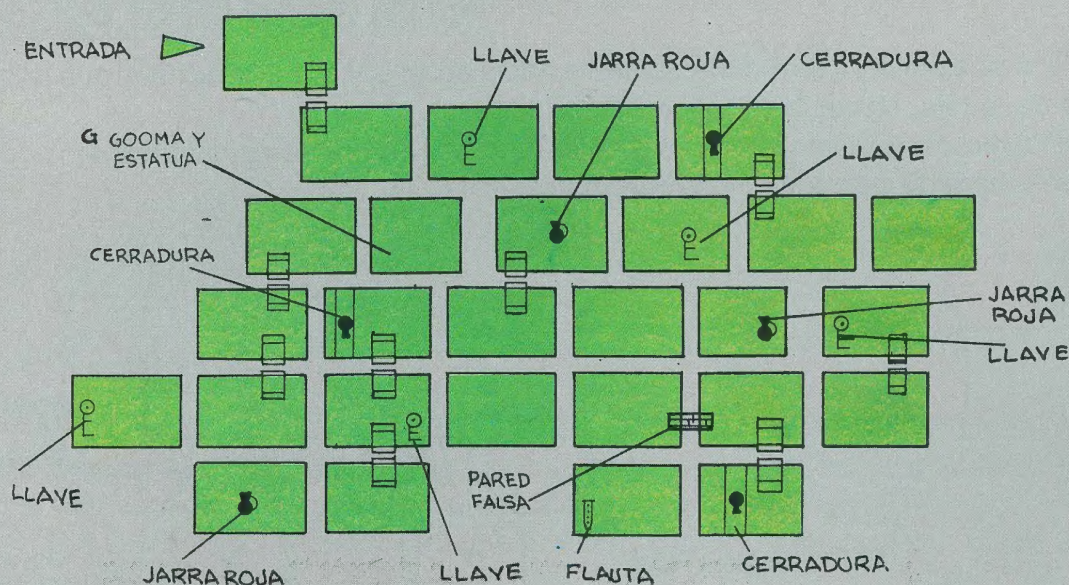 ENTRADA
LLAVE
JARRA ROJA
CERRADURA
G GOOMA Y
ESTATUA
LLAVE
CERRADURA
JARRA
ROJA
LLAVE
LLAVE
PARED
FALSA
JARRA ROJA
LLAVE
FLAUTA
CERRADURA